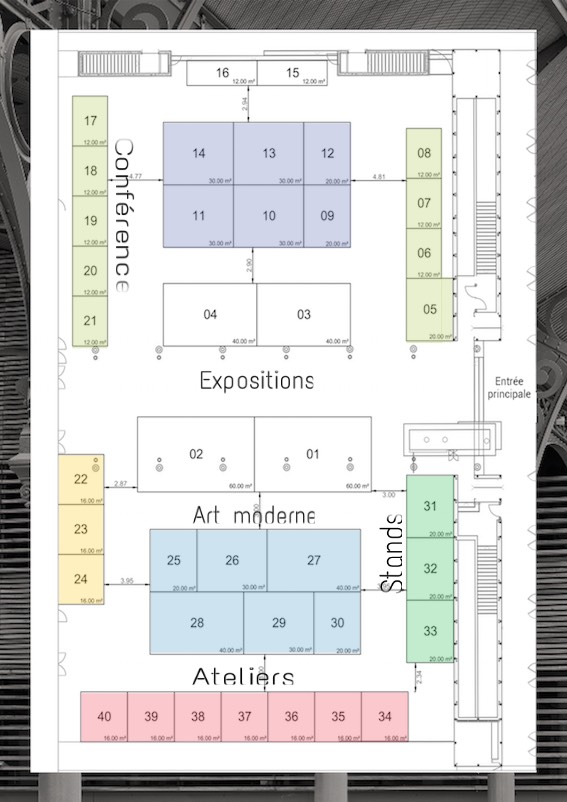 16 15
12.00 m² 12.00 m²
2.94
17
12.00 m²
18
12.00 m²
19
12.00 m²
20
12.00 m²
21
12.00 m²
Conférence
4.77
14 13 12
30.00 m² 30.00 m² 20.00 m²
11 10 09
30.00 m² 30.00 m² 20.00 m²
4.81
08
12.00 m²
07
12.00 m²
06
12.00 m²
05
20.00 m²
2.90
04 03
40.00 m² 40.00 m²
Expositions
Entrée
principale
02 01
60.00 m² 60.00 m²
22
16.00 m²
23
16.00 m²
24
16.00 m²
2.87
3.00
Art moderne
Stands
31
20.00 m²
32
20.00 m²
33
20.00 m²
25 26 27
20.00 m² 30.00 m² 40.00 m²
3.95
28 29 30
40.00 m² 30.00 m² 20.00 m²
Ateliers
2.34
40 39 38 37 36 35 34
16.00 m² 16.00 m² 16.00 m² 16.00 m² 16.00 m² 16.00 m² 16.00 m²